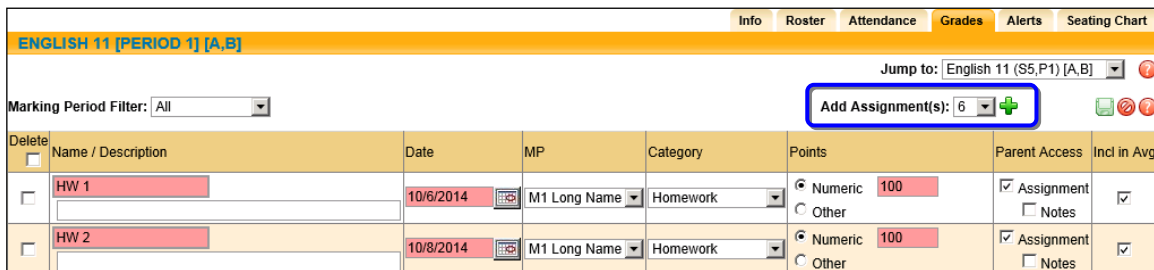 Info Roster Attendance Grades Alerts Seating Chart
ENGLISH 11 [PERIOD 1] [A,B]
Jump to: English 11 (S5,P1) [A,B] ?
Marking Period Filter: All Add Assignment(s): 6 ?
Delete Name / Description Date MP Category Points Parent Access Incl in Avg
HW 1
10/6/2014 M1 Long Name Homework Numeric 100 Assignment
Other Notes
HW 2
10/8/2014 M1 Long Name Homework Numeric 100 Assignment
Other Notes